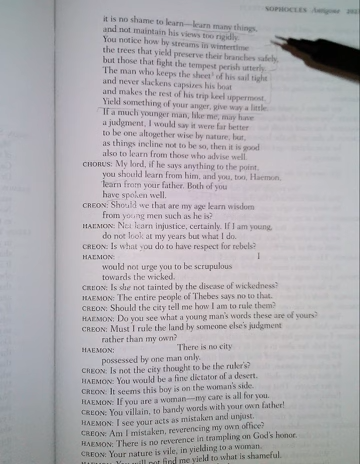 SOPHOCLES Antigone
it is no shame to learn—learn many things,
and not maintain his views too rigidly.
You notice how by streams in wintertime
the trees that yield preserve their branches safely,
but those that fight the tempest perish utterly.
The man who keeps the sheet of his sail tight
and never slackens capsizes his boat
and makes the rest of his trip keel uppermost.
Yield something of your anger, give way a little.
If a much younger man, like me, may have
a judgment, I would say it were far better
to be one altogether wise by nature, but,
as things incline not to be so, then it is good
also to learn from those who advise well.
CHORUS: My lord, if he says anything to the point,
you should learn from him, and you, too, Haemon,
learn from your father. Both of you
have spoken well.
CREON: Should we that are my age learn wisdom
from young men such as he is?
HAEMON: Not learn injustice, certainly. If I am young,
do not look at my years but what I do.
CREON: Is what you do to have respect for rebels?
HAEMON: I
would not urge you to be scrupulous
towards the wicked.
CREON: Is she not tainted by the disease of wickedness?
HAEMON: The entire people of Thebes says no to that.
CREON: Should the city tell me how I am to rule them?
HAEMON: Do you see what a young man's words these are of yours?
CREON: Must I rule the land by someone else's judgment
rather than my own?
HAEMON: There is no city
possessed by one man only.
CREON: Is not the city thought to be the ruler's?
HAEMON: You would be a fine dictator of a desert.
CREON: It seems this boy is on the woman's side.
HAEMON: If you are a woman—my care is all for you.
CREON: You villain, to bandy words with your own father!
HAEMON: I see your acts as mistaken and unjust.
CREON: Am I mistaken, reverencing my own office?
HAEMON: There is no reverence in trampling on God's honor.
CREON: Your nature is vile, in yielding to a woman.
HAEMON: You will not find me yield to what is shameful.